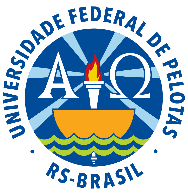 UNIVERSIDADE FEDERAL DE PELOTAS
Α Ω
RS-BRASIL